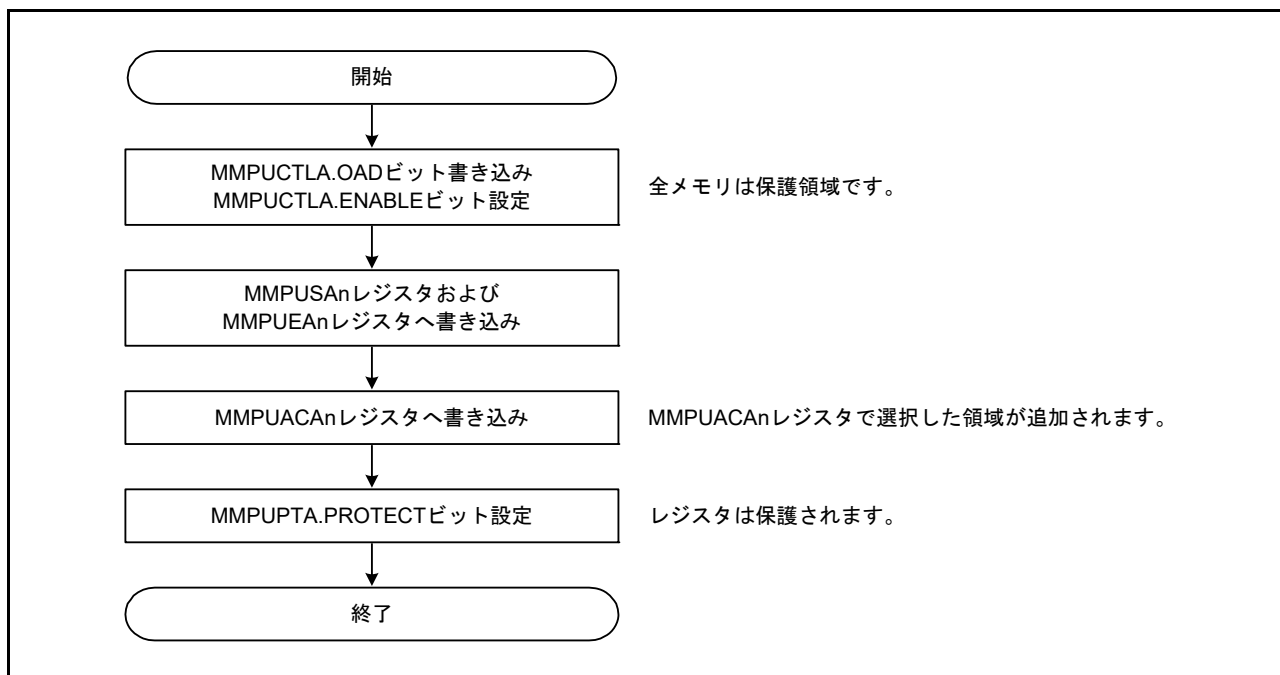 開始
MMPUCTLA.OADビット書き込み
MMPUCTLA.ENABLEビット設定
全メモリは保護領域です。
MMPUSAnレジスタおよび
MMPUEAnレジスタへ書き込み
MMPUACAnレジスタへ書き込み
MMPUACAnレジスタで選択した領域が追加されます。
MMPUPTA.PROTECTビット設定
レジスタは保護されます。
終了